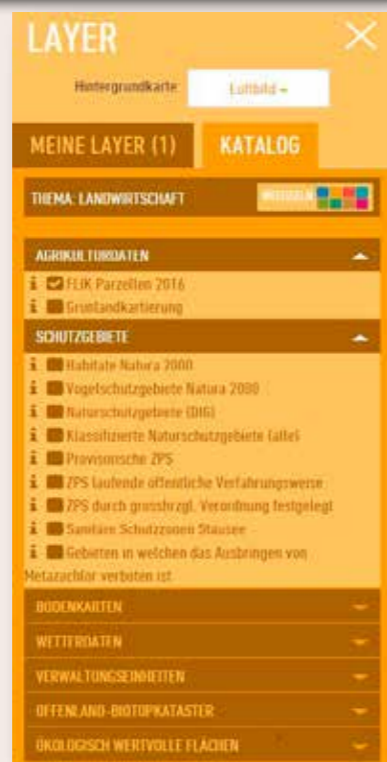 LAYER
Hintergrundkarte: Luftbild
MEINE LAYER (1) KATALOG
THEMA: LANDWIRTSCHAFT WECHSELN
AGRIKULTURDATEN
FLIK Parzellen 2016
Grünlandkartierung
SCHUTZGEBIETE
Habitate Natura 2000
Vogelschutzgebiete Natura 2000
Naturschutzgebiete (DIG)
Klassifizierte Naturschutzgebiete (alle)
Provisorische ZPS
ZPS laufende öffentliche Verfahrungsweise
ZPS durch grosshrzgl. Verordnung festgelegt
Sanitäre Schutzzonen Stausee
Gebieten in welchen das Ausbringen von
Metazachlor verboten ist
BODENKARTEN
WETTERDATEN
VERWALTUNGSEINHEITEN
OFFENLAND-BIOTOPKATASTER
ÖKOLOGISCH WERTVOLLE FLÄCHEN